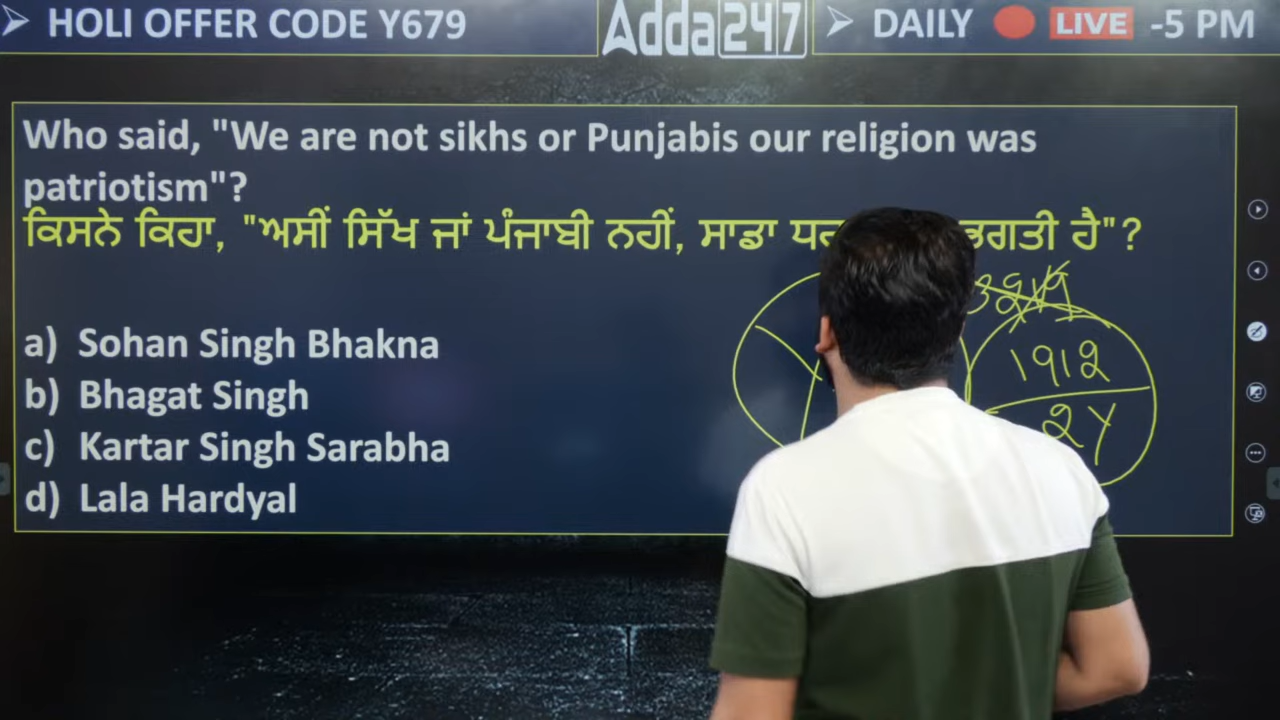 HOLI OFFER CODE Y679
Adda247
DAILY LIVE -5 PM
Who said, "We are not sikhs or Punjabis our religion was
patriotism"?
ਕਿਸਨੇ ਕਿਹਾ, "ਅਸੀਂ ਸਿੱਖ ਜਾਂ ਪੰਜਾਬੀ ਨਹੀਂ, ਸਾਡਾ ਭਗਤੀ ਹੈ"?
a) Sohan Singh Bhakna
b) Bhagat Singh
c) Kartar Singh Sarabha
d) Lala Hardyal
1912
2Y